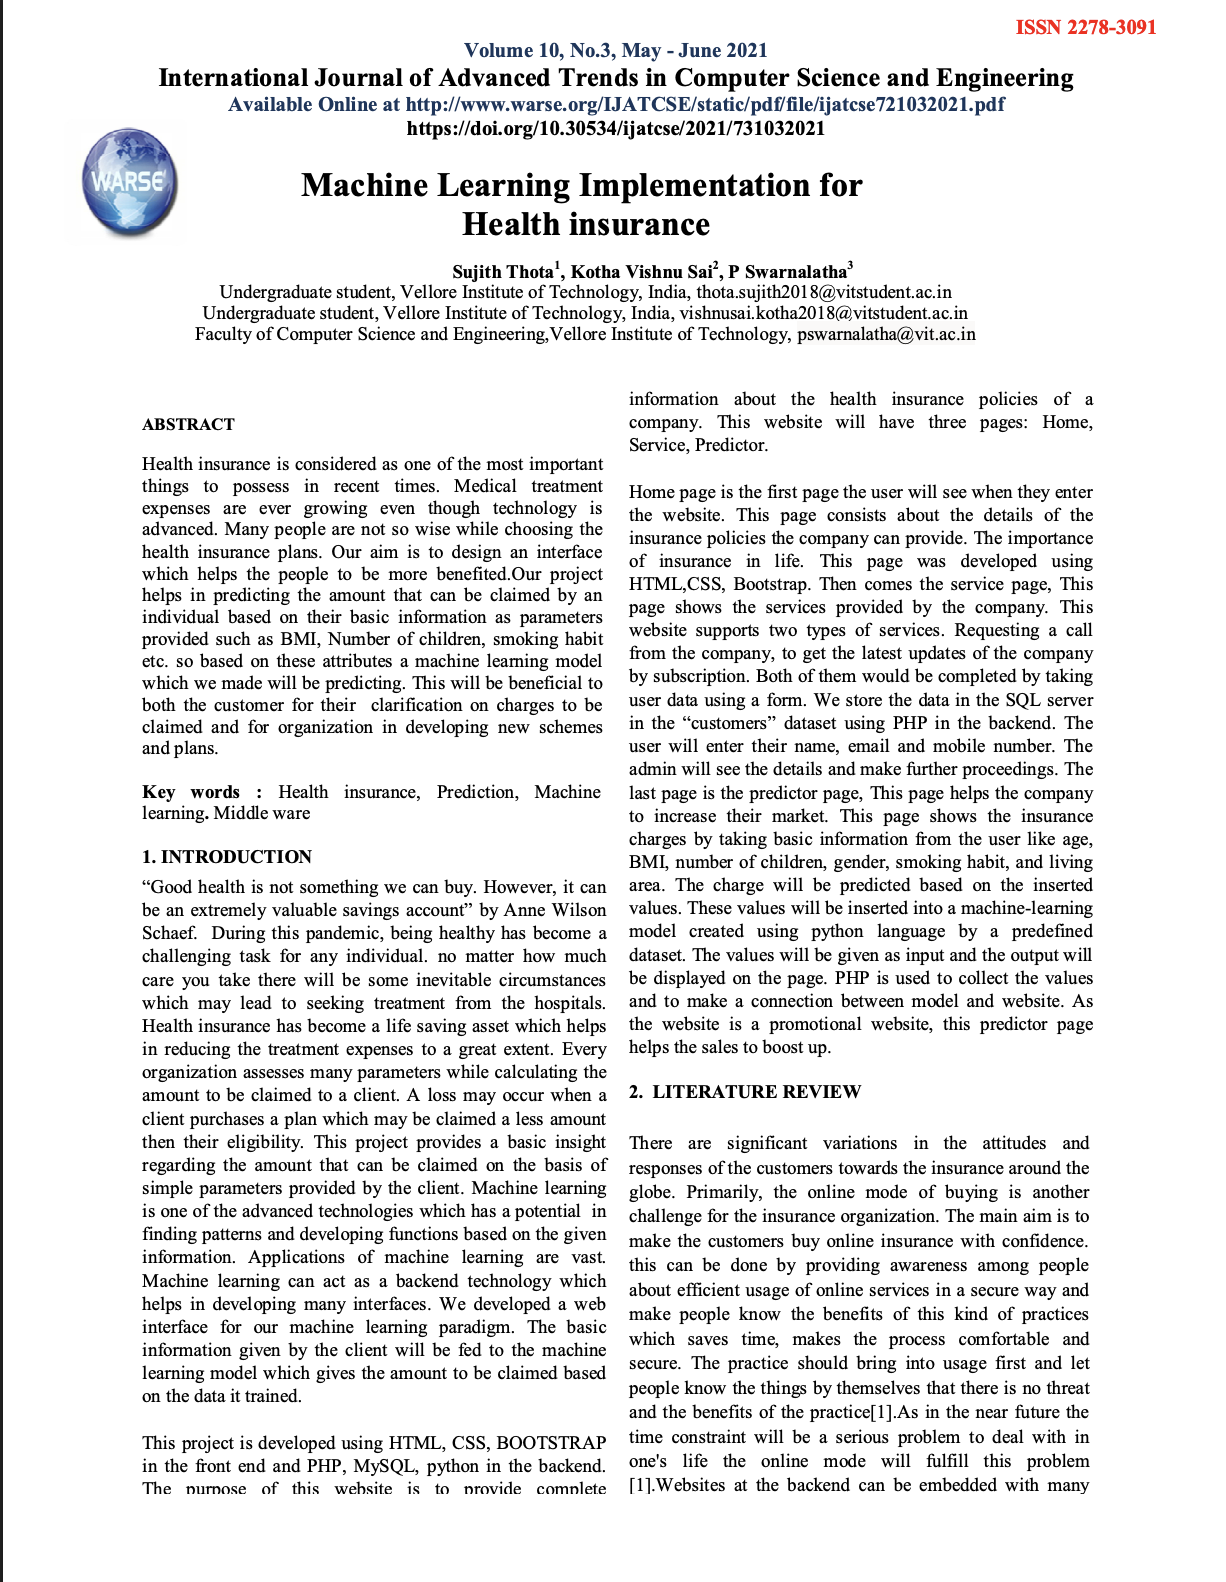 ISSN 2278-3091
Volume 10, No.3, May - June 2021
International Journal of Advanced Trends in Computer Science and Engineering
Available Online at http://www.warse.org/IJATCSE/static/pdf/file/ijatcse721032021.pdf
https://doi.org/10.30534/ijatcse/2021/731032021
WARSE
Machine Learning Implementation for
Health insurance
Sujith Thota1, Kotha Vishnu Sai2, P Swarnalatha3
Undergraduate student, Vellore Institute of Technology, India, thota.sujith2018@vitstudent.ac.in
Undergraduate student, Vellore Institute of Technology, India, vishnusai.kotha2018@vitstudent.ac.in
Faculty of Computer Science and Engineering,Vellore Institute of Technology, pswarnalatha@vit.ac.in
ABSTRACT
Health insurance is considered as one of the most important
things to possess in recent times. Medical treatment
expenses are ever growing even though technology is
advanced. Many people are not so wise while choosing the
health insurance plans. Our aim is to design an interface
which helps the people to be more benefited.Our project
helps in predicting the amount that can be claimed by an
individual based on their basic information as parameters
provided such as BMI, Number of children, smoking habit
etc. so based on these attributes a machine learning model
which we made will be predicting. This will be beneficial to
both the customer for their clarification on charges to be
claimed and for organization in developing new schemes
and plans.
Key words : Health insurance, Prediction, Machine
learning. Middle ware
1. INTRODUCTION
“Good health is not something we can buy. However, it can
be an extremely valuable savings account” by Anne Wilson
Schaef. During this pandemic, being healthy has become a
challenging task for any individual. no matter how much
care you take there will be some inevitable circumstances
which may lead to seeking treatment from the hospitals.
Health insurance has become a life saving asset which helps
in reducing the treatment expenses to a great extent. Every
organization assesses many parameters while calculating the
amount to be claimed to a client. A loss may occur when a
client purchases a plan which may be claimed a less amount
then their eligibility. This project provides a basic insight
regarding the amount that can be claimed on the basis of
simple parameters provided by the client. Machine learning
is one of the advanced technologies which has a potential in
finding patterns and developing functions based on the given
information. Applications of machine learning are vast.
Machine learning can act as a backend technology which
helps in developing many interfaces. We developed a web
interface for our machine learning paradigm. The basic
information given by the client will be fed to the machine
learning model which gives the amount to be claimed based
on the data it trained.
This project is developed using HTML, CSS, BOOTSTRAP
in the front end and PHP, MySQL, python in the backend.
The purpose of this website is to provide complete
information about the health insurance policies of a
company. This website will have three pages: Home,
Service, Predictor.
Home page is the first page the user will see when they enter
the website. This page consists about the details of the
insurance policies the company can provide. The importance
of insurance in life. This page was developed using
HTML,CSS, Bootstrap. Then comes the service page, This
page shows the services provided by the company. This
website supports two types of services. Requesting a call
from the company, to get the latest updates of the company
by subscription. Both of them would be completed by taking
user data using a form. We store the data in the SQL server
in the “customers” dataset using PHP in the backend. The
user will enter their name, email and mobile number. The
admin will see the details and make further proceedings. The
last page is the predictor page, This page helps the company
to increase their market. This page shows the insurance
charges by taking basic information from the user like age,
BMI, number of children, gender, smoking habit, and living
area. The charge will be predicted based on the inserted
values. These values will be inserted into a machine-learning
model created using python language by a predefined
dataset. The values will be given as input and the output will
be displayed on the page. PHP is used to collect the values
and to make a connection between model and website. As
the website is a promotional website, this predictor page
helps the sales to boost up.
2. LITERATURE REVIEW
There are significant variations in the attitudes and
responses of the customers towards the insurance around the
globe. Primarily, the online mode of buying is another
challenge for the insurance organization. The main aim is to
make the customers buy online insurance with confidence.
this can be done by providing awareness among people
about efficient usage of online services in a secure way and
make people know the benefits of this kind of practices
which saves time, makes the process comfortable and
secure. The practice should bring into usage first and let
people know the things by themselves that there is no threat
and the benefits of the practice[1].As in the near future the
time constraint will be a serious problem to deal with in
one's life the online mode will fulfill this problem
[1].Websites at the backend can be embedded with many